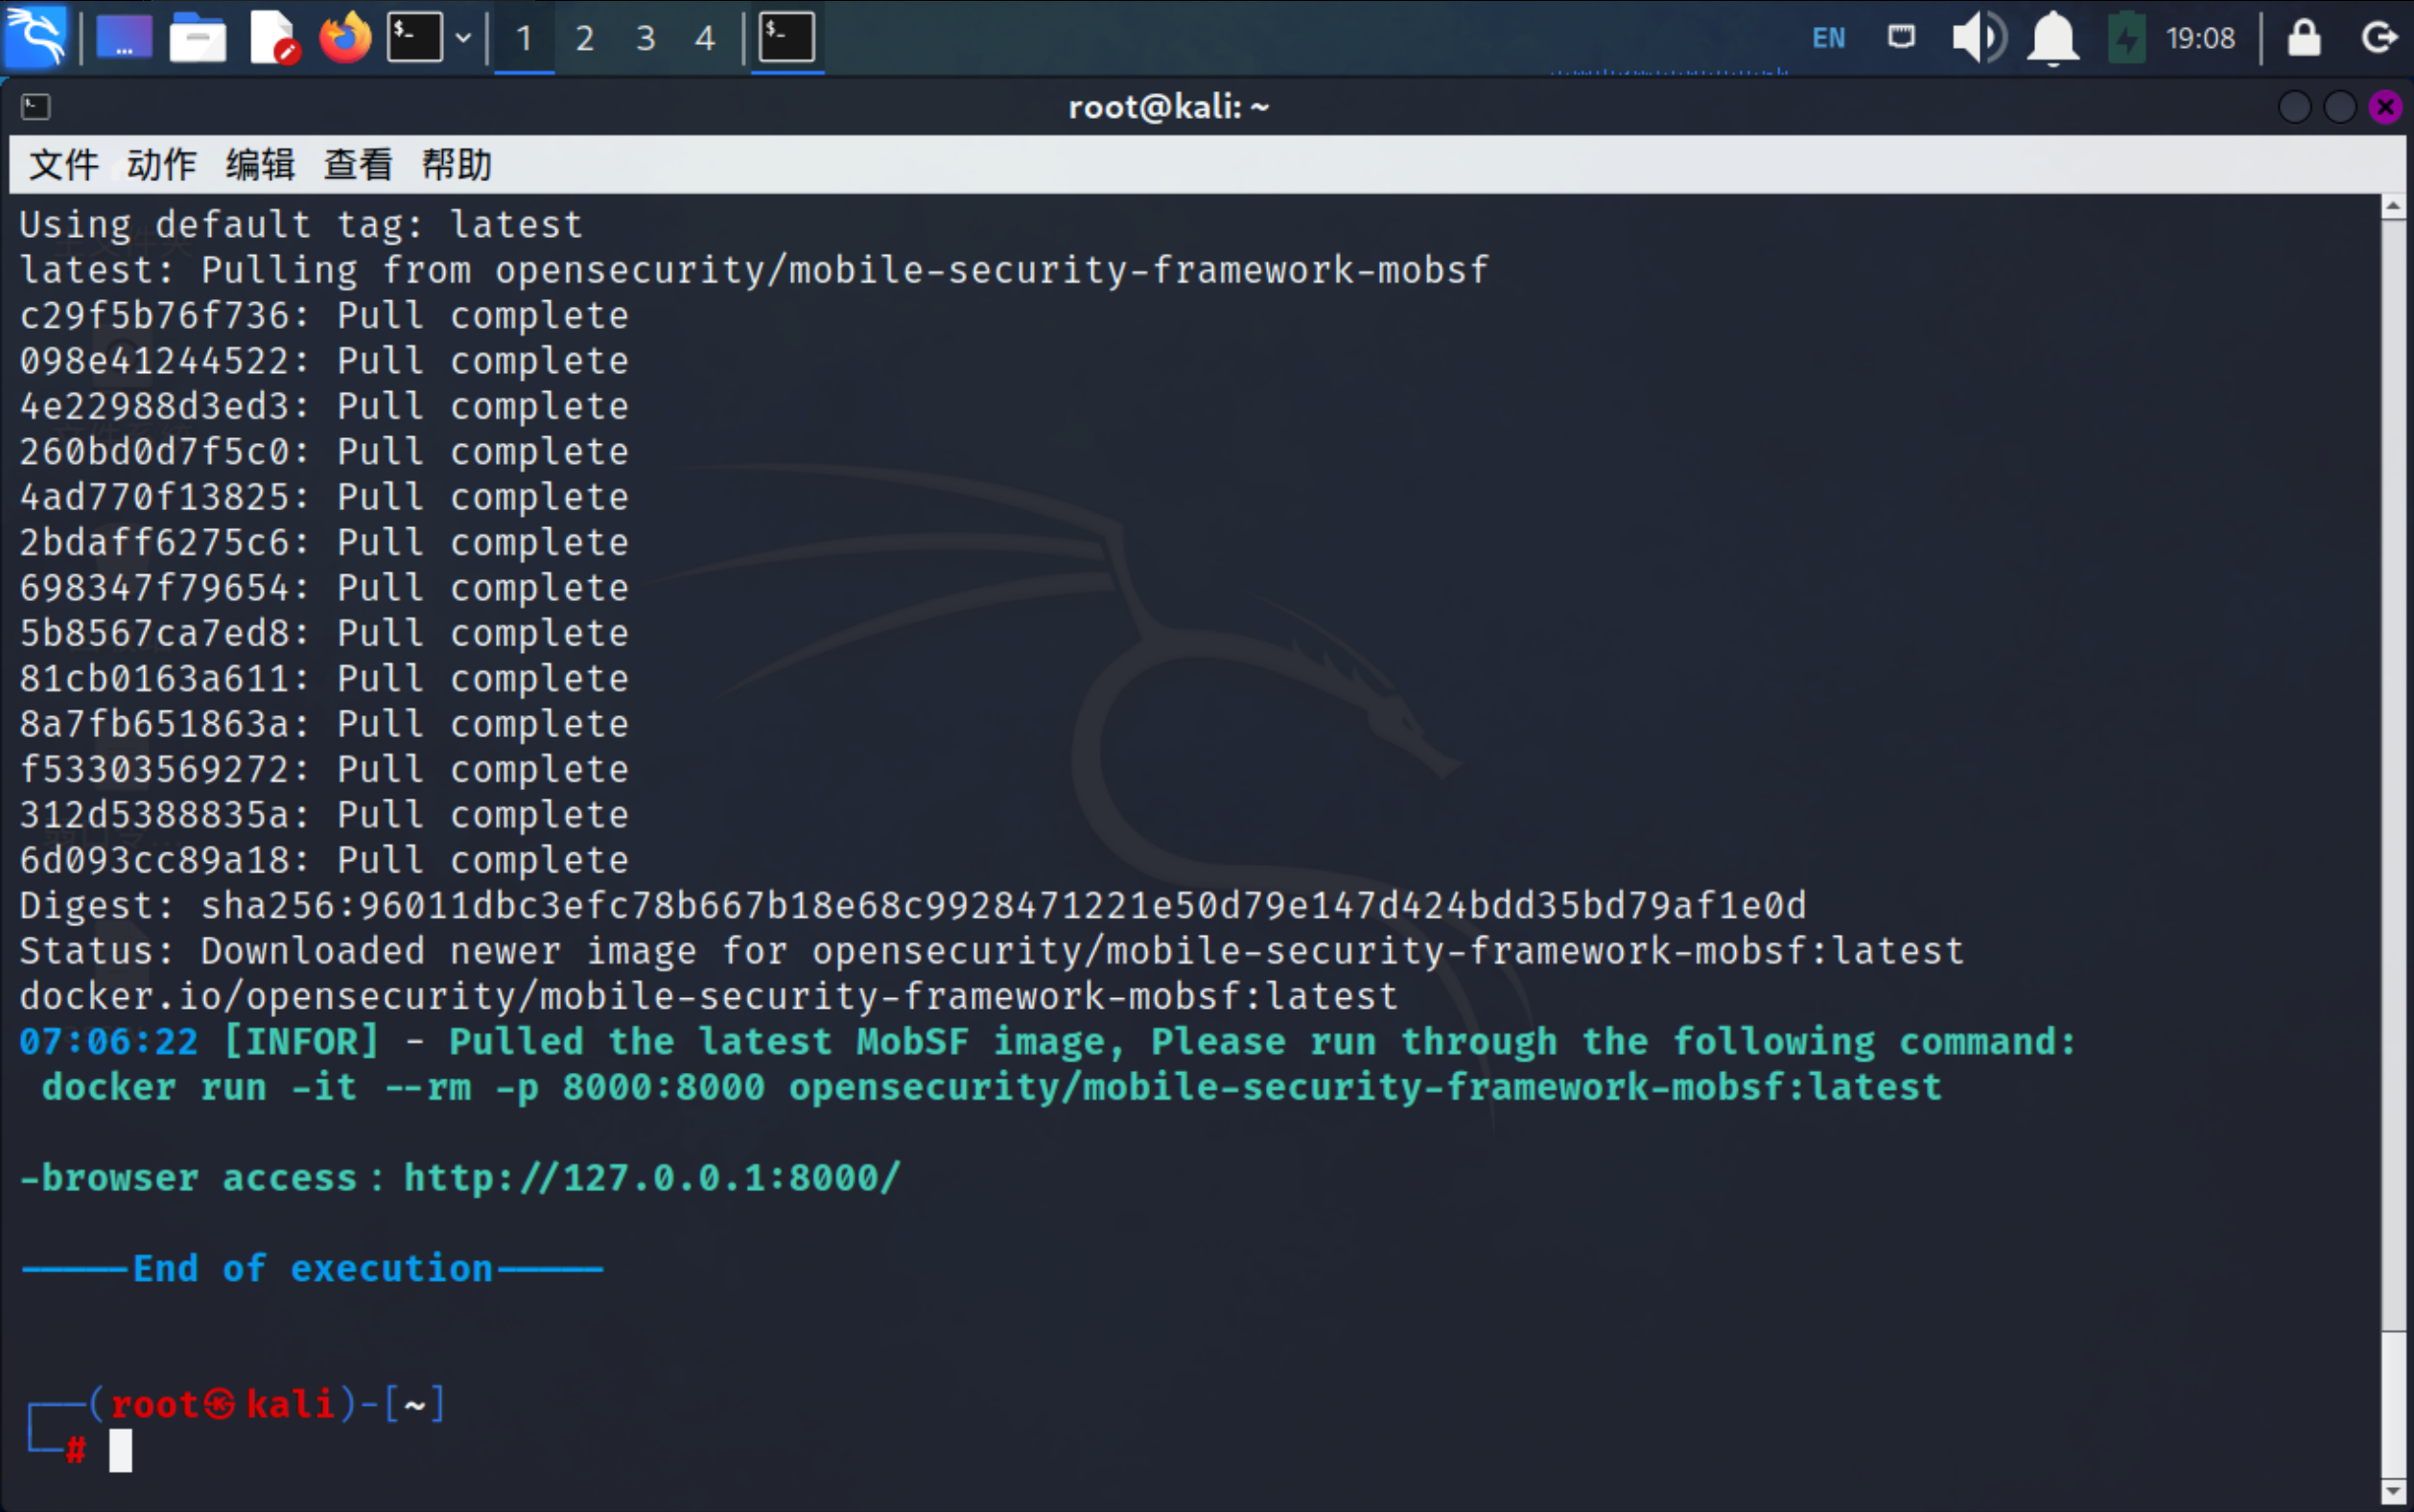 1 2 3 4 EN 19:08
root@kali: ~
文件 动作 编辑 查看 帮助
Using default tag: latest
latest: Pulling from opensecurity/mobile-security-framework-mobsf
c29f5b76f736: Pull complete
098e41244522: Pull complete
4e22988d3ed3: Pull complete
260bd0d7f5c0: Pull complete
4ad770f13825: Pull complete
2bdaff6275c6: Pull complete
698347f79654: Pull complete
5b8567ca7ed8: Pull complete
81cb0163a611: Pull complete
8a7fb651863a: Pull complete
f53303569272: Pull complete
312d5388835a: Pull complete
6d093cc89a18: Pull complete
Digest: sha256:96011dbc3efc78b667b18e68c9928471221e50d79e147d424bdd35bd79af1e0d
Status: Downloaded newer image for opensecurity/mobile-security-framework-mobsf:latest
docker.io/opensecurity/mobile-security-framework-mobsf:latest
07:06:22 [INFOR] - Pulled the latest MobSF image, Please run through the following command:
docker run -it --rm -p 8000:8000 opensecurity/mobile-security-framework-mobsf:latest
-browser access：http://127.0.0.1:8000/
-----End of execution-----
┌──(root㉿kali)-[~]
└─#